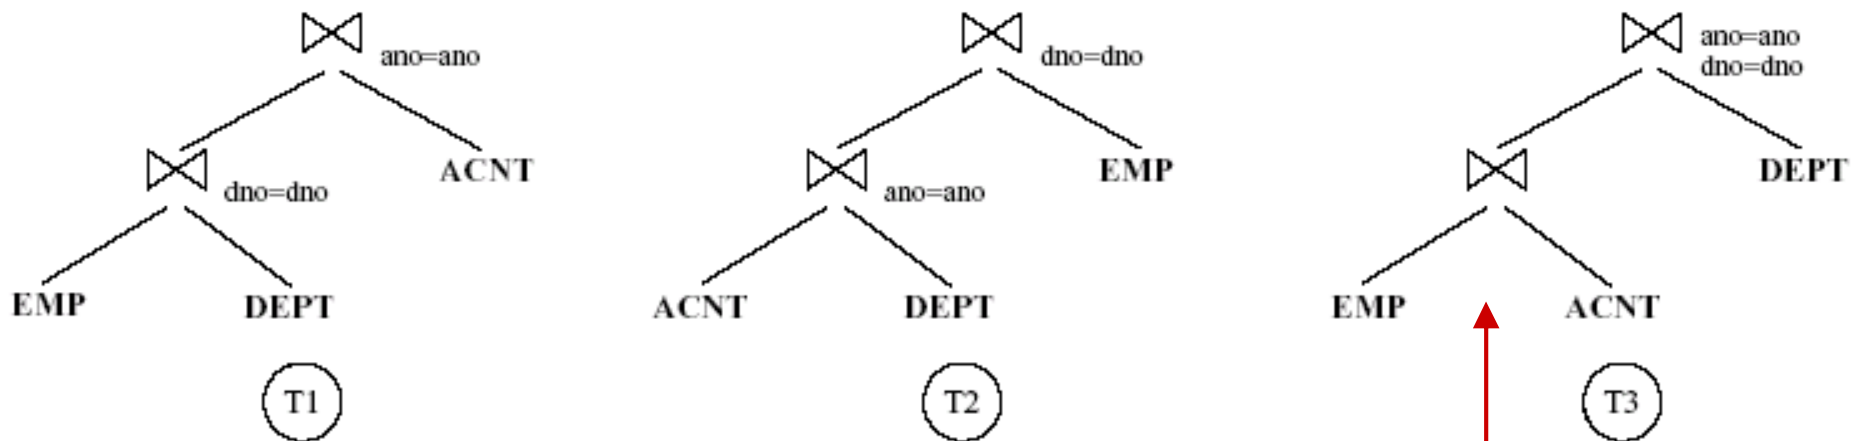 ano=ano
ACNT
dno=dno
EMP
DEPT
T1
dno=dno
EMP
ano=ano
ACNT
DEPT
T2
ano=ano
dno=dno
DEPT
EMP
ACNT
T3